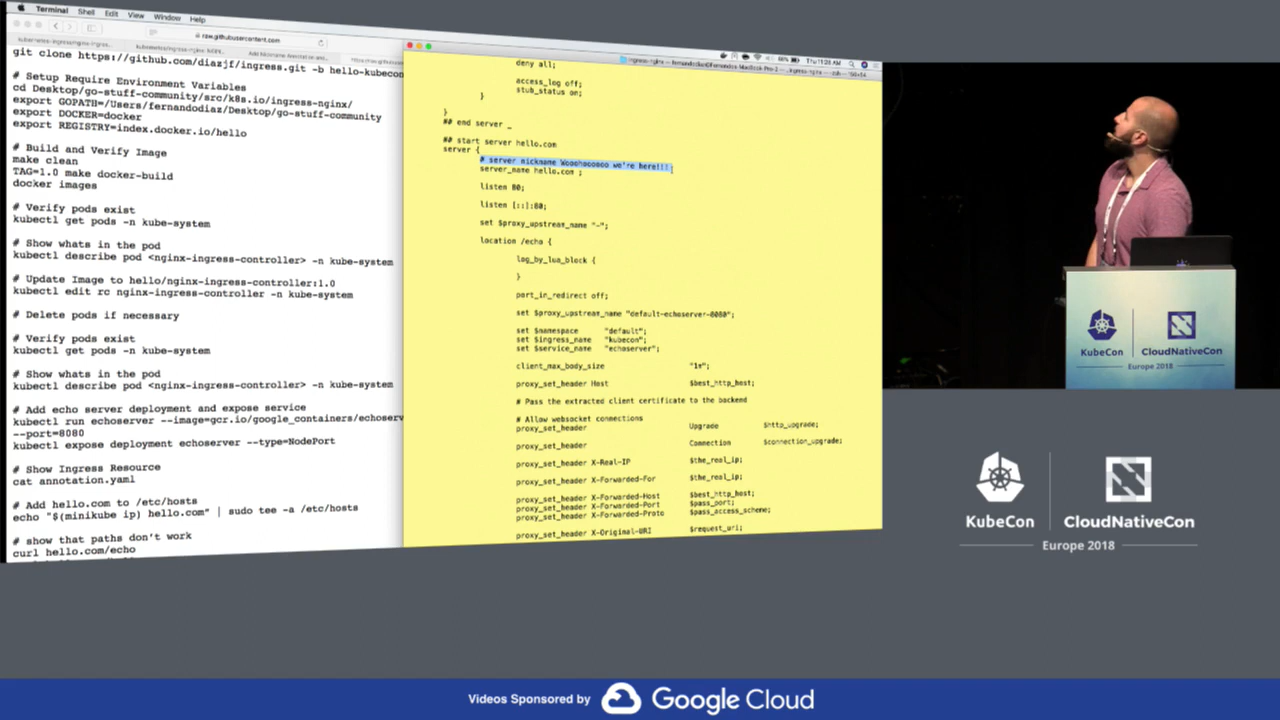 Terminal Shell Edit View Window Help
raw.githubusercontent.com
git clone https://github.com/diazjf/ingress.git -b hello-kubecon
# Setup Require Environment Variables
cd Desktop/go-stuff-community/src/k8s.io/ingress-nginx/
export GOPATH=/Users/fernandodiaz/Desktop/go-stuff-community
export DOCKER=docker
export REGISTRY=index.docker.io/hello
# Build and Verify Image
make clean
TAG=1.0 make docker-build
docker images
# Verify pods exist
kubectl get pods -n kube-system
# Show whats in the pod
kubectl describe pod <nginx-ingress-controller> -n kube-system
# Update Image to hello/nginx-ingress-controller:1.0
kubectl edit rc nginx-ingress-controller -n kube-system
# Delete pods if necessary
# Verify pods exist
kubectl get pods -n kube-system
# Show whats in the pod
kubectl describe pod <nginx-ingress-controller> -n kube-system
# Add echo server deployment and expose service
kubectl run echoserver --image=gcr.io/google_containers/echoserv
--port=8080
kubectl expose deployment echoserver --type=NodePort
# Show Ingress Resource
cat annotation.yaml
# Add hello.com to /etc/hosts
echo "$(minikube ip) hello.com" | sudo tee -a /etc/hosts
# show that paths don't work
curl hello.com/echo
deny all;
access_log off;
stub_status on;
}
}
## end server _
## start server hello.com
server {
# server nickname Wooohoooooo we're here!!!
server_name hello.com ;
listen 80;
listen [::]:80;
set $proxy_upstream_name "-";
location /echo {
log_by_lua_block {
}
port_in_redirect off;
set $proxy_upstream_name "default-echoserver-8080";
set $namespace "default";
set $ingress_name "kubecon";
set $service_name "echoserver";
client_max_body_size "1m";
proxy_set_header Host $best_http_host;
# Pass the extracted client certificate to the backend
# Allow websocket connections
proxy_set_header Upgrade $http_upgrade;
proxy_set_header Connection $connection_upgrade;
proxy_set_header X-Real-IP $the_real_ip;
proxy_set_header X-Forwarded-For $the_real_ip;
proxy_set_header X-Forwarded-Host $best_http_host;
proxy_set_header X-Forwarded-Port $pass_port;
proxy_set_header X-Forwarded-Proto $pass_access_scheme;
proxy_set_header X-Original-URI $request_uri;
KubeCon CloudNativeCon
Europe 2018
KubeCon CloudNativeCon
Europe 2018
Videos Sponsored by Google Cloud